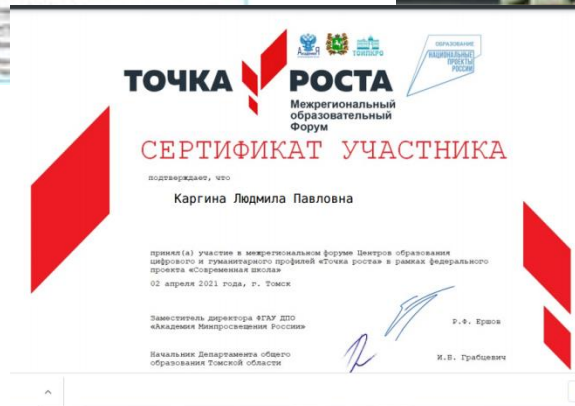 Академия
ТОИПКРО
ОБРАЗОВАНИЕ
НАЦИОНАЛЬНЫЕ
ПРОЕКТЫ
РОССИИ
ТОЧКА РОСТА
Межрегиональный
образовательный
Форум
СЕРТИФИКАТ УЧАСТНИКА
подтверждает, что
Каргина Людмила Павловна
принял(а) участие в межрегиональном форуме Центров образования
цифрового и гуманитарного профилей «Точка роста» в рамках федерального
проекта «Современная школа»
02 апреля 2021 года, г. Томск
Заместитель директора ФГАУ ДПО
«Академия Минпросвещения России»
Р.Ф. Ершов
Начальник Департамента общего
образования Томской области
И.Б. Грабцевич